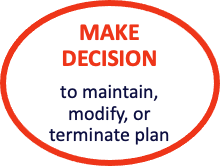 MAKE
DECISION
to maintain,
modify, or
terminate plan